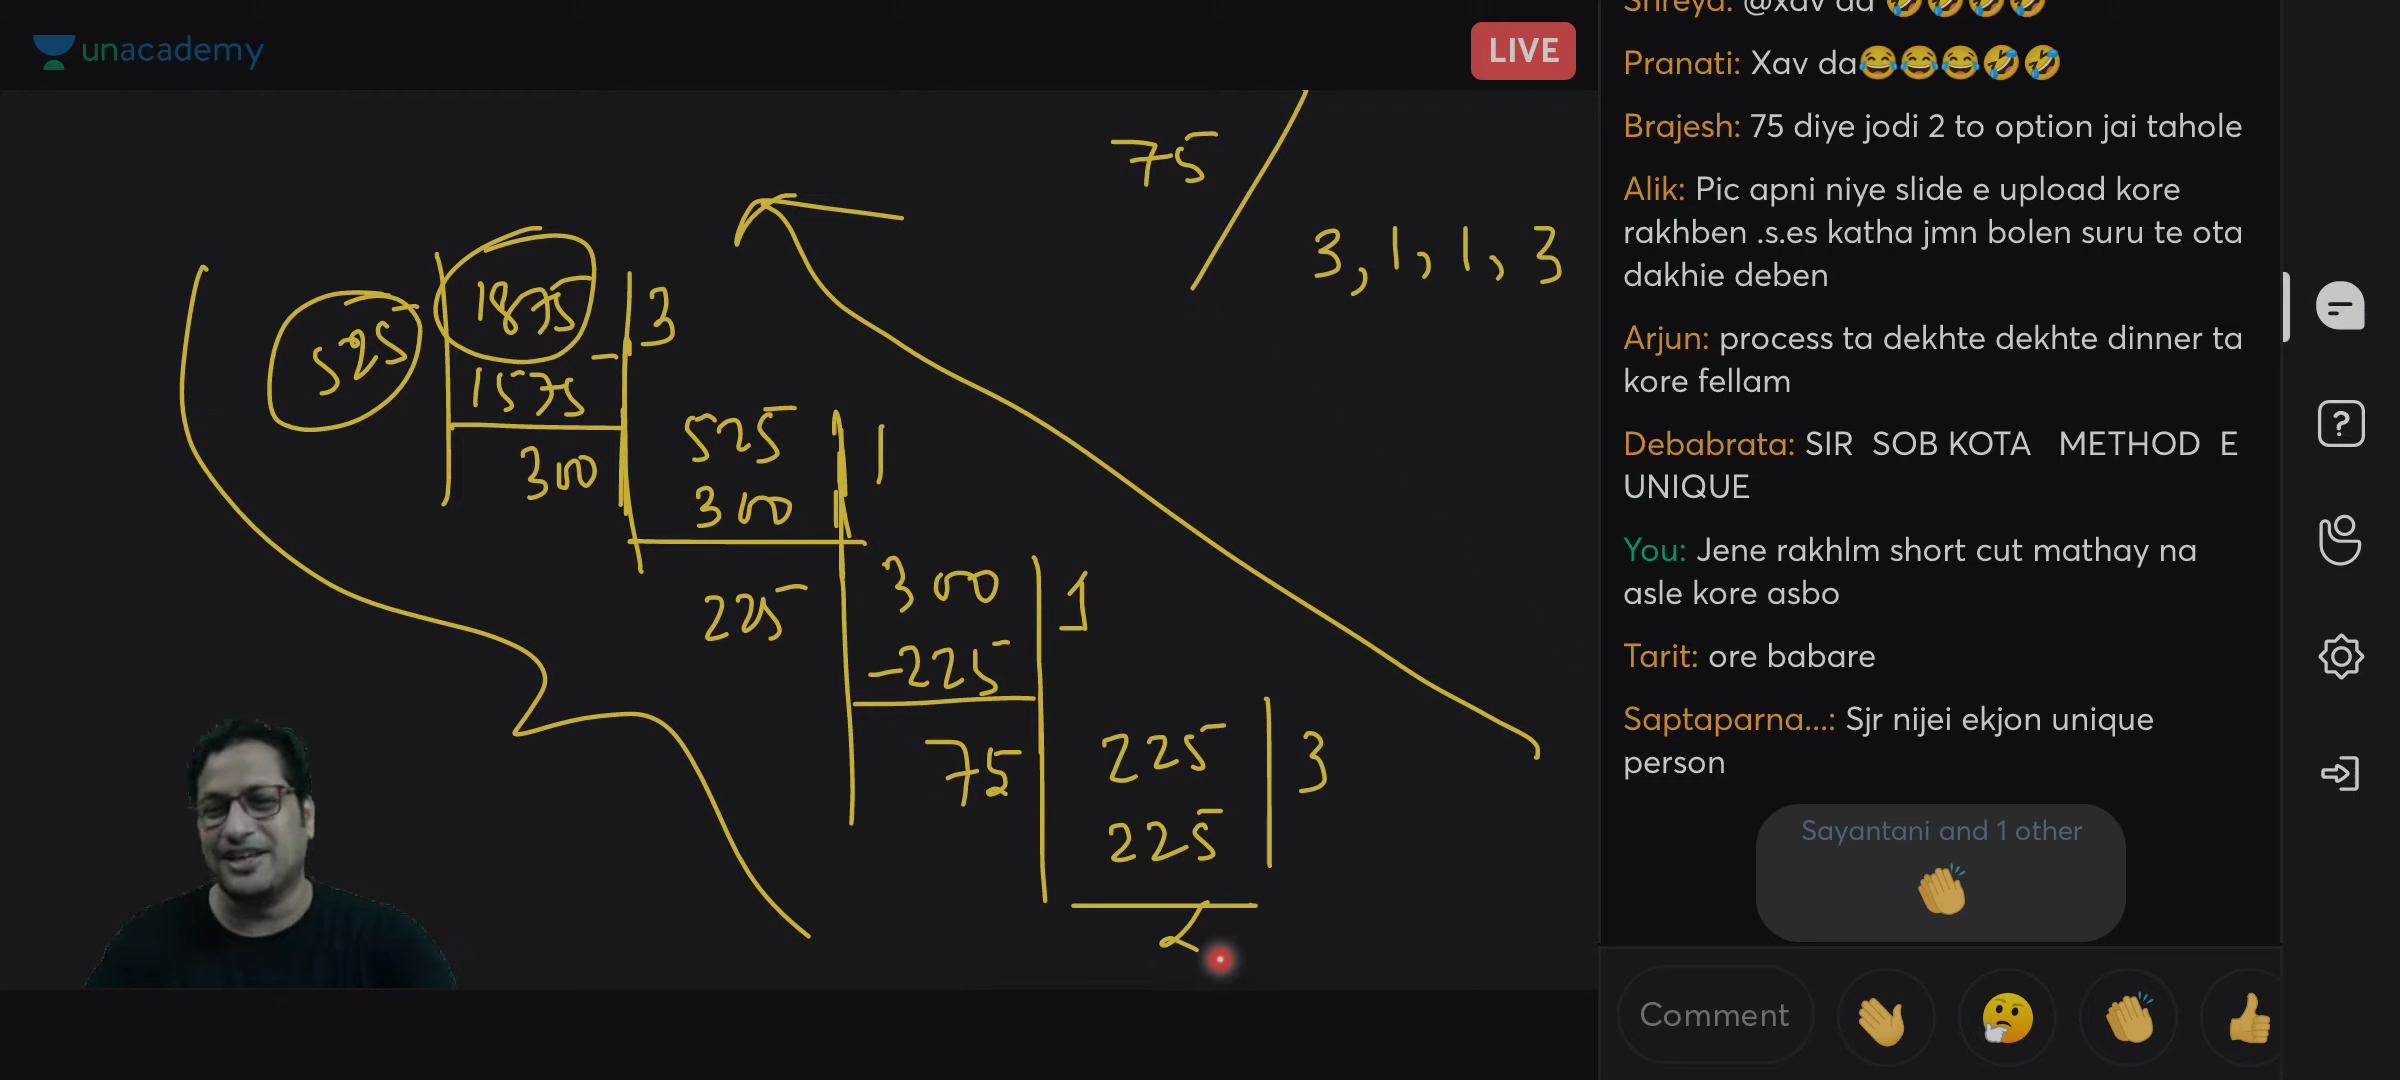 unacademy
LIVE
75
3, 1, 1, 3
525 1875 3
1575
300
525 1
300
225
300 1
-225
75
225 3
225
Shreya: @xav da 🤣🤣🤣🤣
Pranati: Xav da😂😂😂🤣🤣
Brajesh: 75 diye jodi 2 to option jai tahole
Alik: Pic apni niye slide e upload kore
rakhben .s.es katha jmn bolen suru te ota
dakhie deben
Arjun: process ta dekhte dekhte dinner ta
kore fellam
Debabrata: SIR SOB KOTA METHOD E
UNIQUE
You: Jene rakhlm short cut mathay na
asle kore asbo
Tarit: ore babare
Saptaparna...: Sjr nijei ekjon unique
person
Sayantani and 1 other
👏
Comment